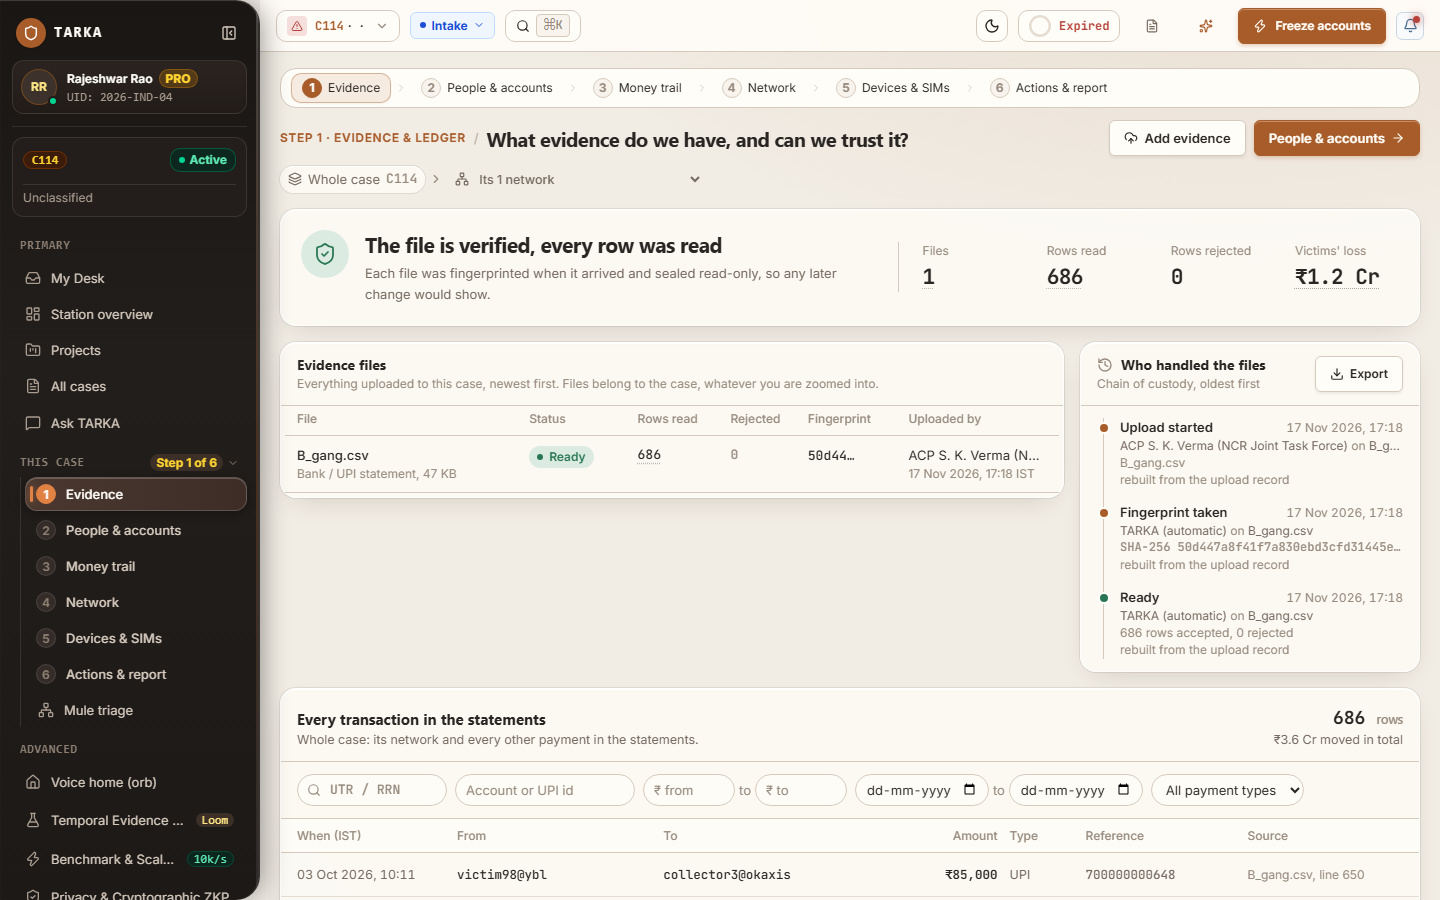 TARKA
RR
Rajeshwar Rao PRO
UID: 2026-IND-04
C114
Active
Unclassified
PRIMARY
My Desk
Station overview
Projects
All cases
Ask TARKA
THIS CASE
Step 1 of 6
1 Evidence
2 People & accounts
3 Money trail
4 Network
5 Devices & SIMs
6 Actions & report
Mule triage
ADVANCED
Voice home (orb)
Temporal Evidence ... Loom
Benchmark & Scal... 10k/s
Privacy & Cryptographic ZKP
C114 · ·
Intake
⌘K
Expired
Freeze accounts
1 Evidence
2 People & accounts
3 Money trail
4 Network
5 Devices & SIMs
6 Actions & report
STEP 1 · EVIDENCE & LEDGER / What evidence do we have, and can we trust it?
Add evidence
People & accounts →
Whole case C114 > Its 1 network
The file is verified, every row was read
Each file was fingerprinted when it arrived and sealed read-only, so any later
change would show.
Files
1
Rows read
686
Rows rejected
0
Victims' loss
₹1.2 Cr
Evidence files
Everything uploaded to this case, newest first. Files belong to the case, whatever you are zoomed into.
File Status Rows read Rejected Fingerprint Uploaded by
B_gang.csv Ready 686 0 50d44… ACP S. K. Verma (N...
Bank / UPI statement, 47 KB 17 Nov 2026, 17:18 IST
Who handled the files
Chain of custody, oldest first
Export
Upload started 17 Nov 2026, 17:18
ACP S. K. Verma (NCR Joint Task Force) on B_g...
B_gang.csv
rebuilt from the upload record
Fingerprint taken 17 Nov 2026, 17:18
TARKA (automatic) on B_gang.csv
SHA-256 50d447a8f41f7a830ebd3cfd31445e…
rebuilt from the upload record
Ready 17 Nov 2026, 17:18
TARKA (automatic) on B_gang.csv
686 rows accepted, 0 rejected
rebuilt from the upload record
Every transaction in the statements
Whole case: its network and every other payment in the statements.
686 rows
₹3.6 Cr moved in total
UTR / RRN
Account or UPI id
₹ from to ₹ to
dd-mm-yyyy to dd-mm-yyyy
All payment types
When (IST) From To Amount Type Reference Source
03 Oct 2026, 10:11 victim98@ybl collector3@okaxis ₹85,000 UPI 700000000648 B_gang.csv, line 650